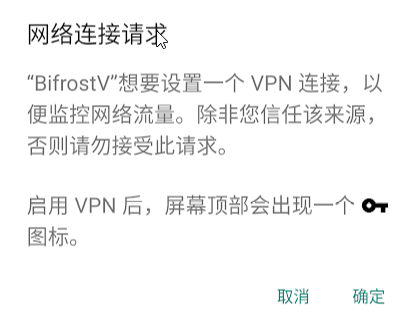 网络连接请求
“BifrostV”想要设置一个 VPN 连接，以
便监控网络流量。除非您信任该来源，
否则请勿接受此请求。
启用 VPN 后，屏幕顶部会出现一个
图标。
取消 确定